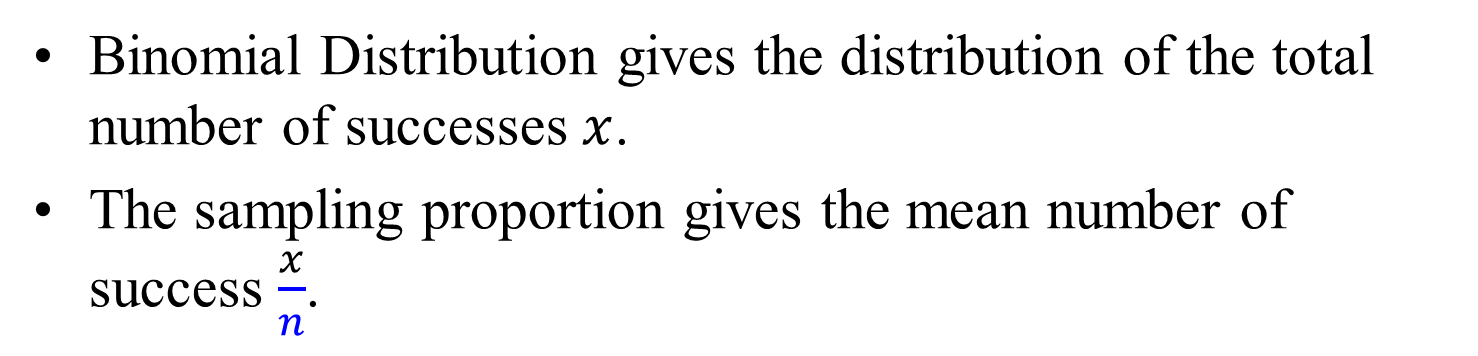 • Binomial Distribution gives the distribution of the total
number of successes x.
• The sampling proportion gives the mean number of
success x/n.